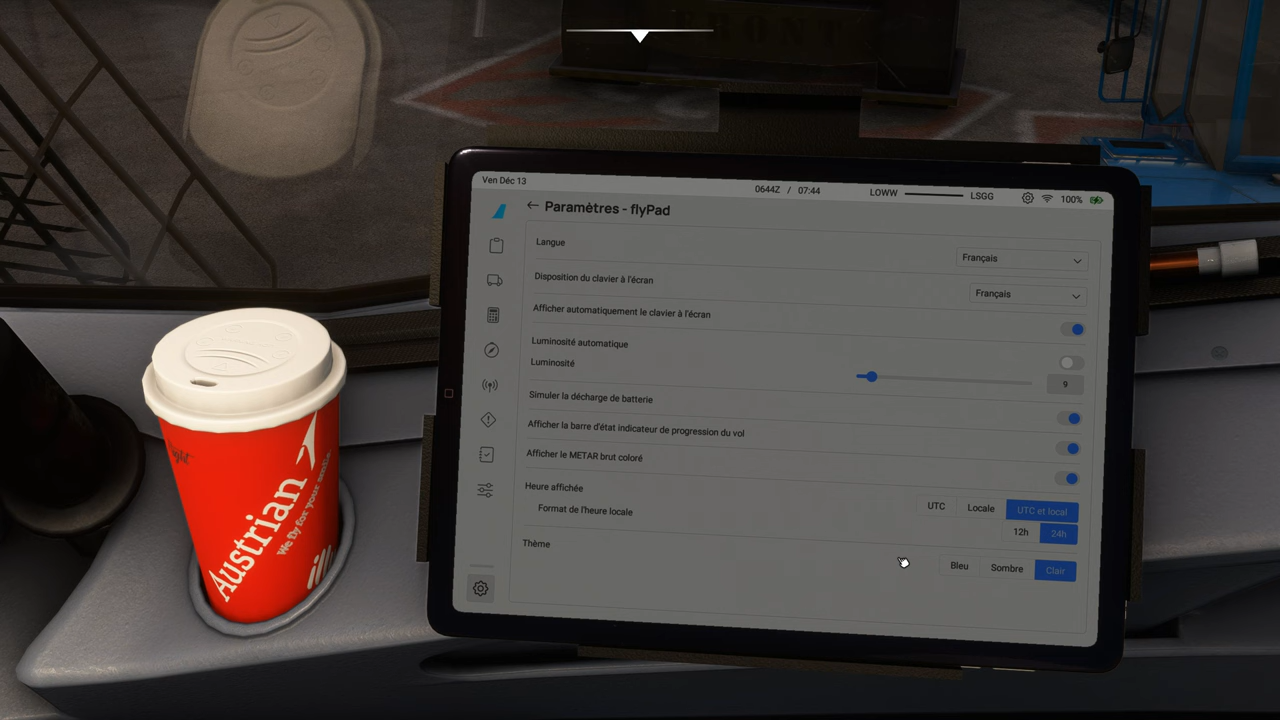 FRONT
Ven Déc 13
0644Z / 07:44
LOWW
LSGG
100%
Paramètres - flyPad
Langue
Français
Disposition du clavier à l'écran
Français
Afficher automatiquement le clavier à l'écran
Luminosité automatique
Luminosité
9
Simuler la décharge de batterie
Afficher la barre d'état indicateur de progression du vol
Afficher le METAR brut coloré
Heure affichée
UTC
Locale
UTC et local
Format de l'heure locale
12h
24h
Thème
Bleu
Sombre
Clair
Austrian
We fly for your smile.